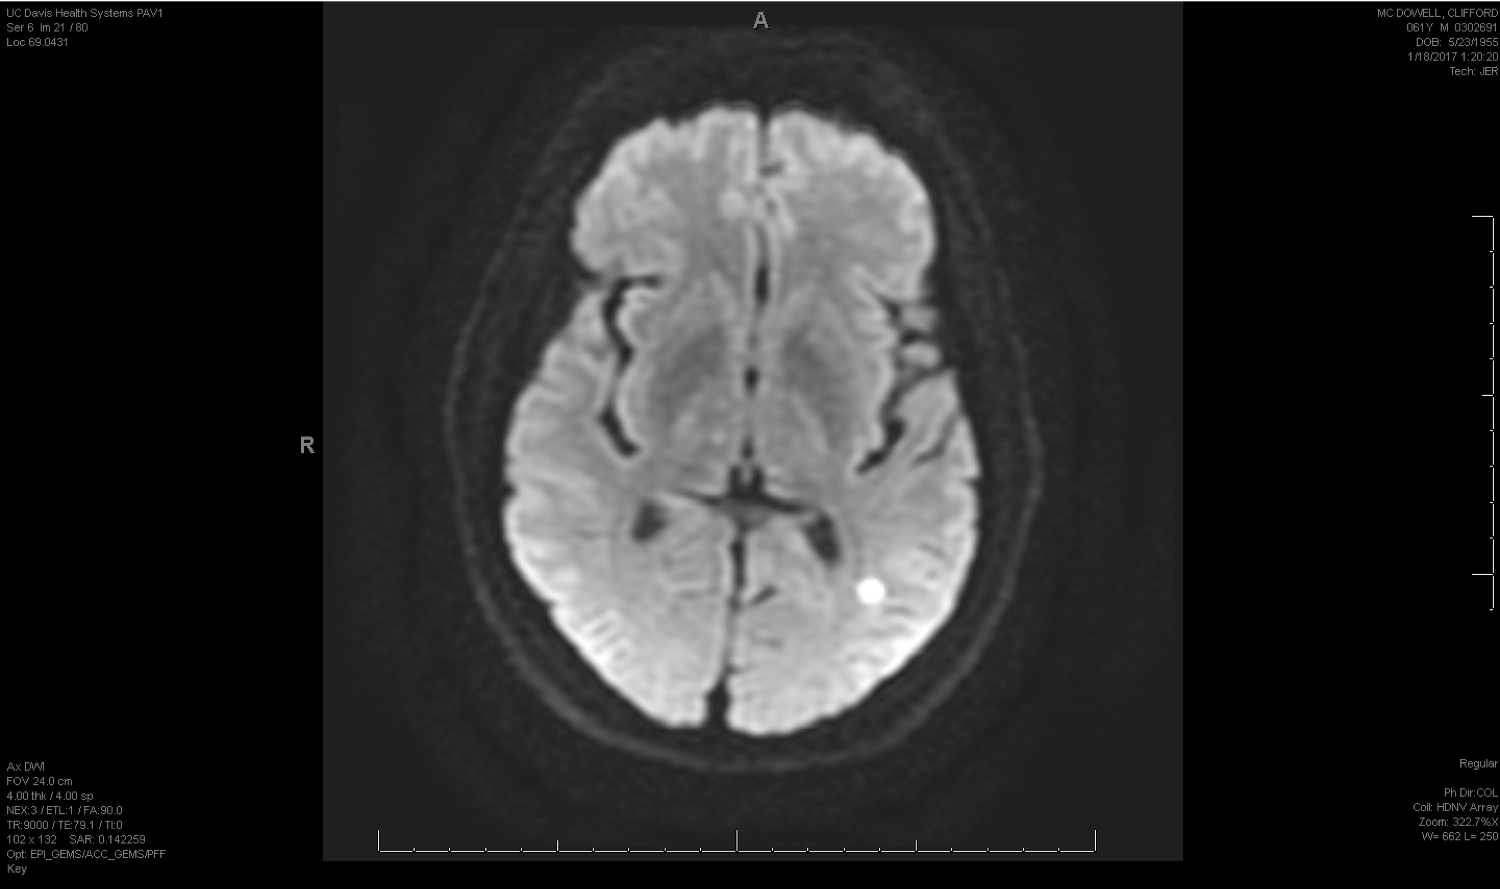 UC Davis Health Systems PAV1
Ser 6 Im 21 / 80
Loc 69.0431
A
MC DOWELL, CLIFFORD
061Y M 0302691
DOB: 5/23/1955
1/18/2017 1:20:20
Tech: JER
R
Ax DWI
FOV 24.0 cm
4.00 thk / 4.00 sp
NEX:3 / ETL:1 / FA:90.0
TR:9000 / TE:79.1 / TI:0
102 x 132 SAR: 0.142259
Opt: EPI_GEMS/ACC_GEMS/PFF
Key
Regular
Ph Dir:COL
Coil: HDNV Array
Zoom: 322.7%X
W= 662 L= 250